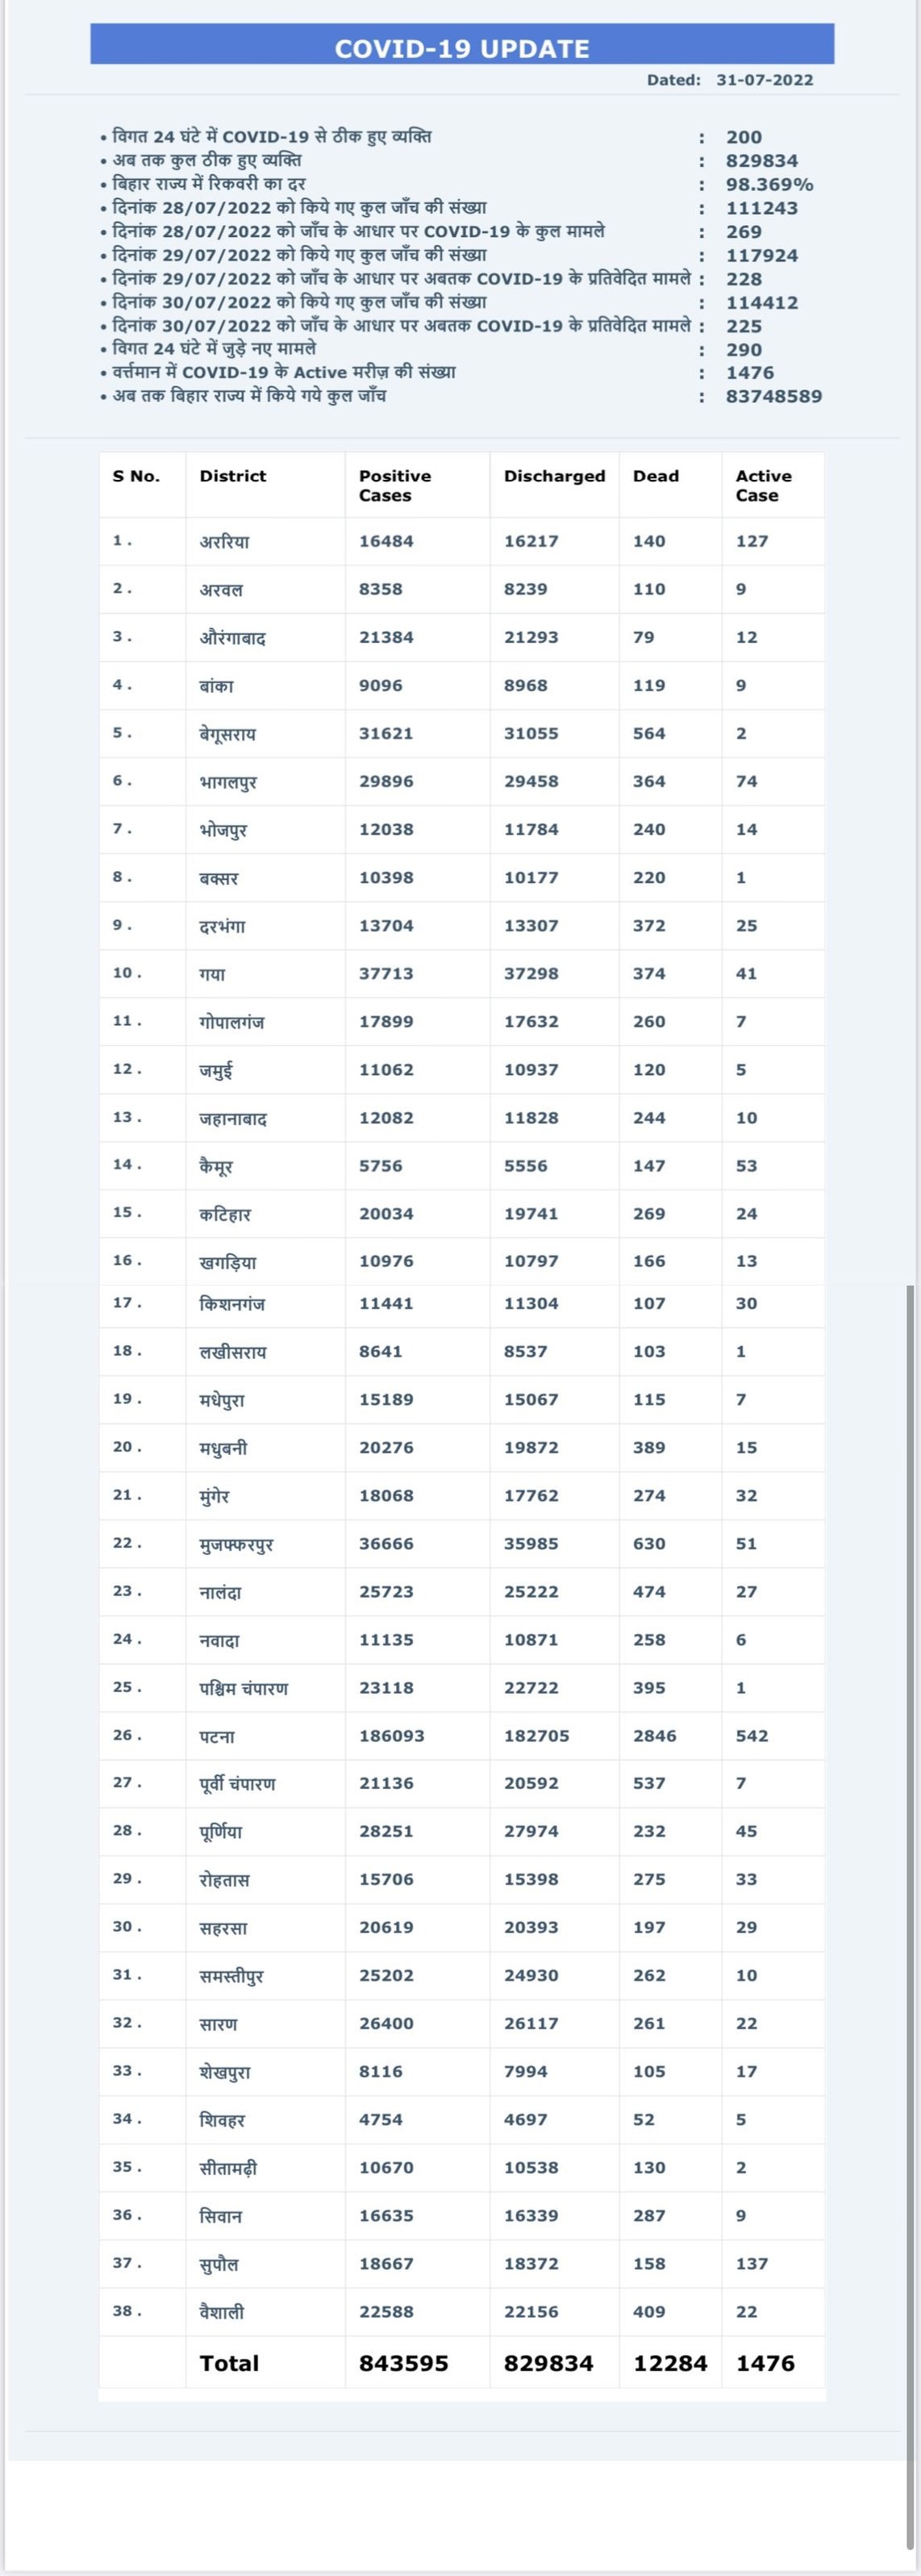 COVID-19 UPDATE
Dated: 31-07-2022
• विगत 24 घंटे में COVID-19 से ठीक हुए व्यक्ति : 200
• अब तक कुल ठीक हुए व्यक्ति : 829834
• बिहार राज्य में रिकवरी का दर : 98.369%
• दिनांक 28/07/2022 को किये गए कुल जाँच की संख्या : 111243
• दिनांक 28/07/2022 को जाँच के आधार पर COVID-19 के कुल मामले : 269
• दिनांक 29/07/2022 को किये गए कुल जाँच की संख्या : 117924
• दिनांक 29/07/2022 को जाँच के आधार पर अबतक COVID-19 के प्रतिवेदित मामले : 228
• दिनांक 30/07/2022 को किये गए कुल जाँच की संख्या : 114412
• दिनांक 30/07/2022 को जाँच के आधार पर अबतक COVID-19 के प्रतिवेदित मामले : 225
• विगत 24 घंटे में जुड़े नए मामले : 290
• वर्त्तमान में COVID-19 के Active मरीज़ की संख्या : 1476
• अब तक बिहार राज्य में किये गये कुल जाँच : 83748589
S No. District Positive Cases Discharged Dead Active Case
1 . अररिया 16484 16217 140 127
2 . अरवल 8358 8239 110 9
3 . औरंगाबाद 21384 21293 79 12
4 . बांका 9096 8968 119 9
5 . बेगूसराय 31621 31055 564 2
6 . भागलपुर 29896 29458 364 74
7 . भोजपुर 12038 11784 240 14
8 . बक्सर 10398 10177 220 1
9 . दरभंगा 13704 13307 372 25
10 . गया 37713 37298 374 41
11 . गोपालगंज 17899 17632 260 7
12 . जमुई 11062 10937 120 5
13 . जहानाबाद 12082 11828 244 10
14 . कैमूर 5756 5556 147 53
15 . कटिहार 20034 19741 269 24
16 . खगड़िया 10976 10797 166 13
17 . किशनगंज 11441 11304 107 30
18 . लखीसराय 8641 8537 103 1
19 . मधेपुरा 15189 15067 115 7
20 . मधुबनी 20276 19872 389 15
21 . मुंगेर 18068 17762 274 32
22 . मुजफ्फरपुर 36666 35985 630 51
23 . नालंदा 25723 25222 474 27
24 . नवादा 11135 10871 258 6
25 . पश्चिम चंपारण 23118 22722 395 1
26 . पटना 186093 182705 2846 542
27 . पूर्वी चंपारण 21136 20592 537 7
28 . पूर्णिया 28251 27974 232 45
29 . रोहतास 15706 15398 275 33
30 . सहरसा 20619 20393 197 29
31 . समस्तीपुर 25202 24930 262 10
32 . सारण 26400 26117 261 22
33 . शेखपुरा 8116 7994 105 17
34 . शिवहर 4754 4697 52 5
35 . सीतामढ़ी 10670 10538 130 2
36 . सिवान 16635 16339 287 9
37 . सुपौल 18667 18372 158 137
38 . वैशाली 22588 22156 409 22
Total 843595 829834 12284 1476